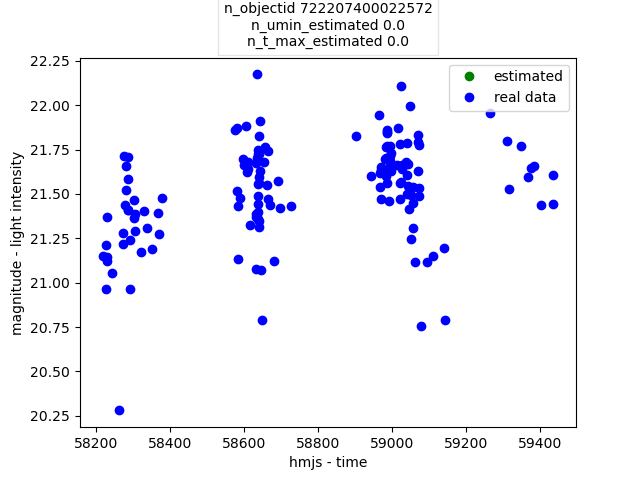 n_objectid 722207400022572
n_umin_estimated 0.0
n_t_max_estimated 0.0
estimated
real data
magnitude - light intensity
22.25
22.00
21.75
21.50
21.25
21.00
20.75
20.50
20.25
58200 58400 58600 58800 59000 59200 59400
hmjs - time